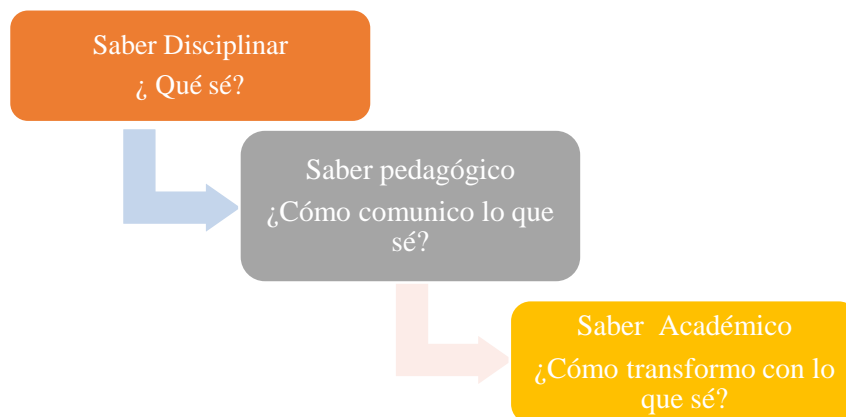 Saber Disciplinar
¿ Qué sé?
Saber pedagógico
¿Cómo comunico lo que
sé?
Saber Académico
¿Cómo transformo con lo
que sé?